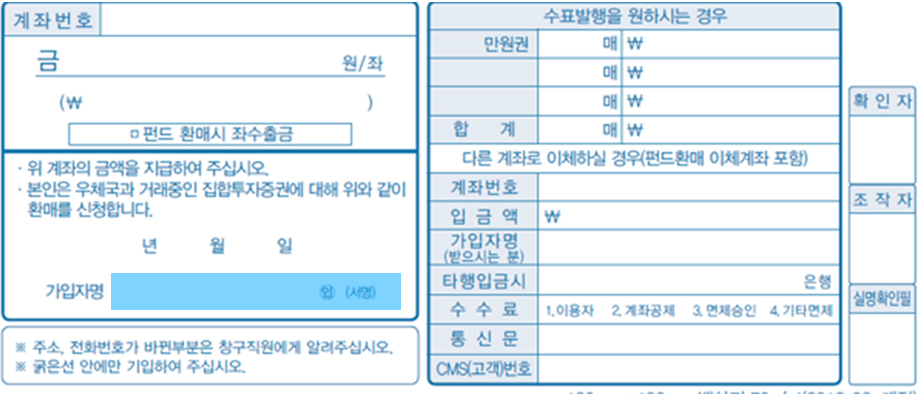 계좌번호
금 원/좌
(₩ )
펀드 환매시 좌수출금
· 위 계좌의 금액을 지급하여 주십시오.
· 본인은 우체국과 거래중인 집합투자증권에 대해 위와 같이
환매를 신청합니다.
년 월 일
가입자명 ㊞ (서명)
※ 주소, 전화번호가 바뀐부분은 창구직원에게 알려주십시오.
※ 굵은선 안에만 기입하여 주십시오.
수표발행을 원하시는 경우
만원권 매 ₩
매 ₩
매 ₩
합 계 매 ₩
다른 계좌로 이체하실 경우(펀드환매 이체계좌 포함)
계좌번호
입 금 액 ₩
가입자명
(받으시는 분)
타행입금시 은행
수 수 료 1.이용자 2.계좌공제 3.면제승인 4.기타면제
통 신 문
CMS(고객)번호
확 인 자
조 작 자
실명확인필